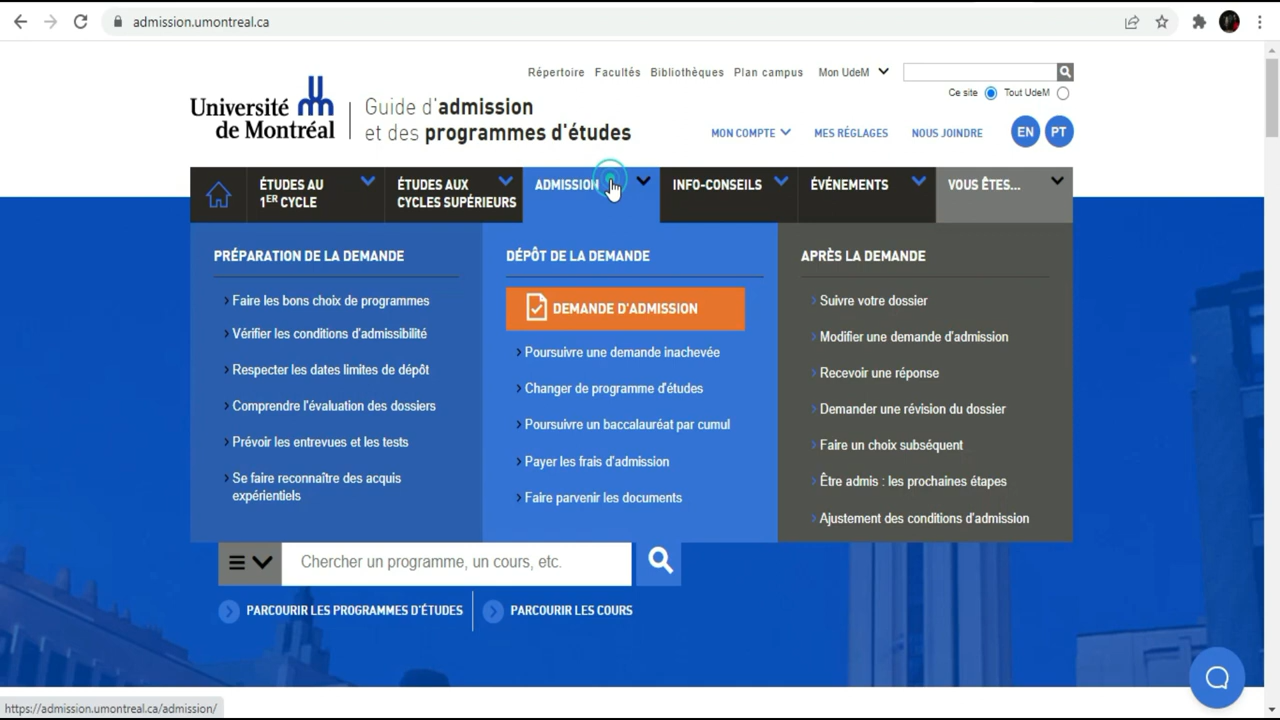 admission.umontreal.ca
Répertoire Facultés Bibliothèques Plan campus Mon UdeM
Ce site Tout UdeM
Université de Montréal
Guide d'admission
et des programmes d'études
MON COMPTE MES RÉGLAGES NOUS JOINDRE EN PT
ÉTUDES AU
1ER CYCLE
ÉTUDES AUX
CYCLES SUPÉRIEURS
ADMISSION
INFO-CONSEILS
ÉVÉNEMENTS
VOUS ÊTES...
PRÉPARATION DE LA DEMANDE
Faire les bons choix de programmes
Vérifier les conditions d'admissibilité
Respecter les dates limites de dépôt
Comprendre l'évaluation des dossiers
Prévoir les entrevues et les tests
Se faire reconnaître des acquis
expérientiels
DÉPÔT DE LA DEMANDE
DEMANDE D'ADMISSION
Poursuivre une demande inachevée
Changer de programme d'études
Poursuivre un baccalauréat par cumul
Payer les frais d'admission
Faire parvenir les documents
APRÈS LA DEMANDE
Suivre votre dossier
Modifier une demande d'admission
Recevoir une réponse
Demander une révision du dossier
Faire un choix subséquent
Être admis : les prochaines étapes
Ajustement des conditions d'admission
Chercher un programme, un cours, etc.
PARCOURIR LES PROGRAMMES D'ÉTUDES
PARCOURIR LES COURS
https://admission.umontreal.ca/admission/